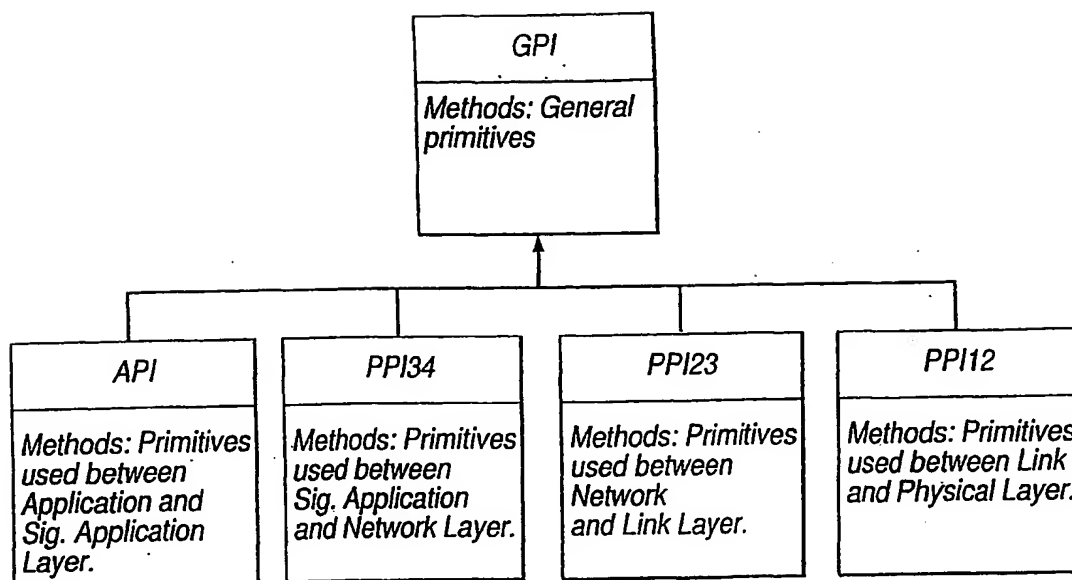 GPI
Methods: General
primitives
API
Methods: Primitives
used between
Application and
Sig. Application
Layer.
PPI34
Methods: Primitives
used between
Sig. Application
and Network Layer.
PPI23
Methods: Primitives
used between
Network
and Link Layer.
PPI12
Methods: Primitives
used between Link
and Physical Layer.